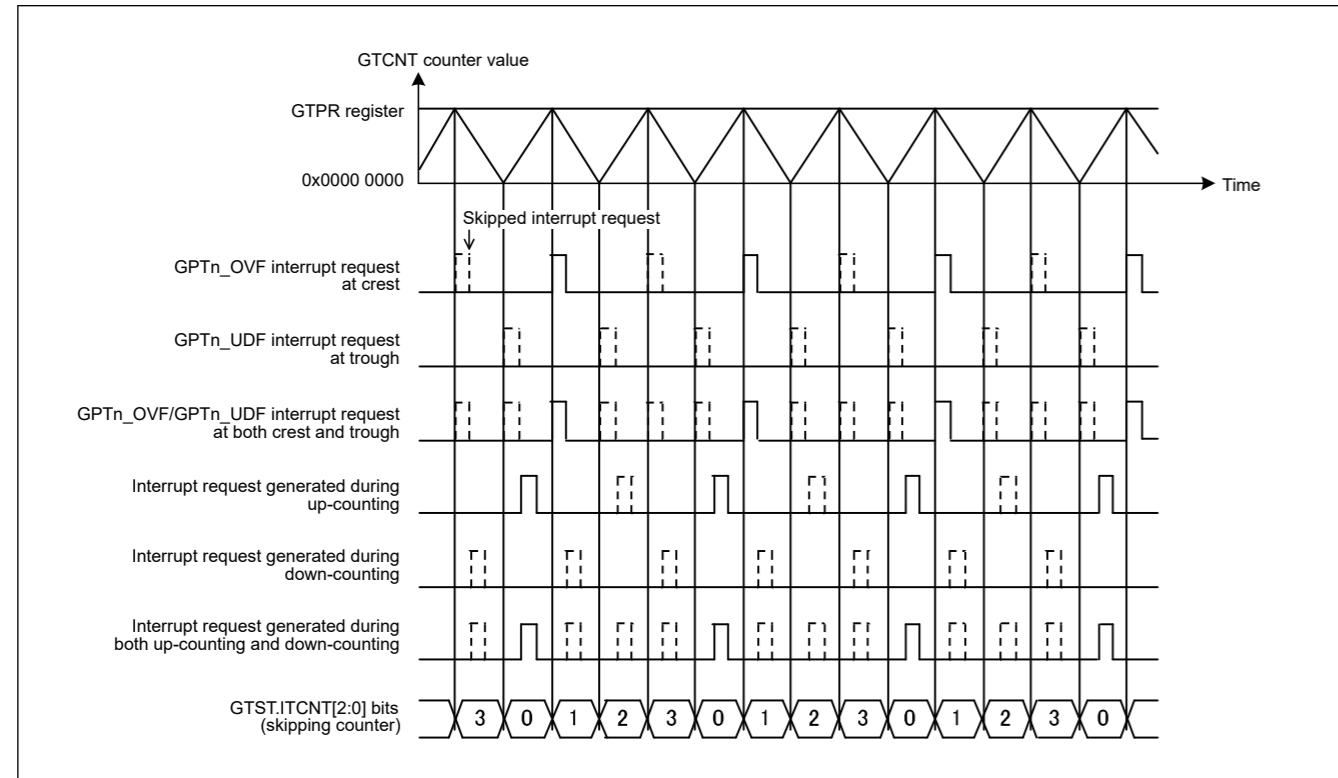 GTCNT counter value
GTPR register
0x0000 0000
Time
Skipped interrupt request
GPTn_OVF interrupt request
at crest
GPTn_UDF interrupt request
at trough
GPTn_OVF/GPTn_UDF interrupt request
at both crest and trough
Interrupt request generated during
up-counting
Interrupt request generated during
down-counting
Interrupt request generated during
both up-counting and down-counting
GTST.ITCNT[2:0] bits
(skipping counter)
3 0 1 2 3 0 1 2 3 0 1 2 3 0